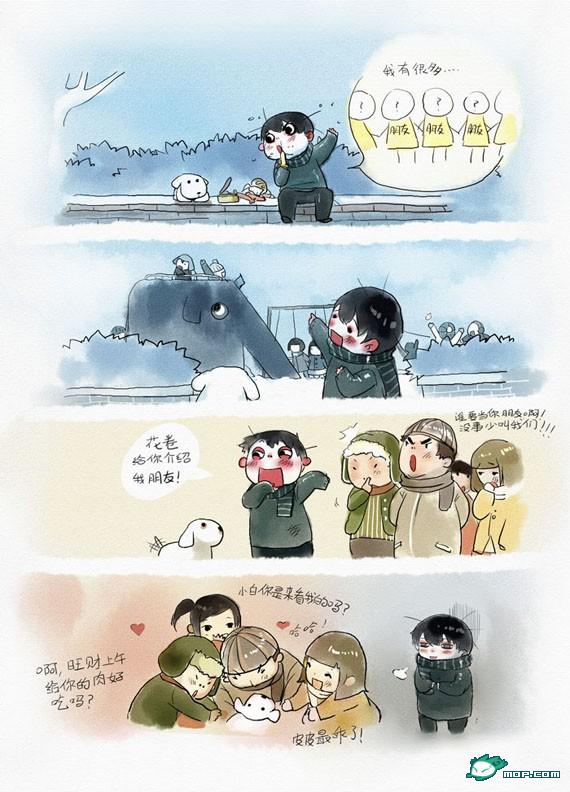 我有很多....
? ? ? ?
朋友 朋友 朋友
花卷
给你介绍
我朋友!
谁要当你朋友啊!
没事少叫我们!!!
小白你是来看我的吗?
哈哈!
啊,旺财上午
给你的肉好
吃吗?
皮皮最乖了!
MOP.COM